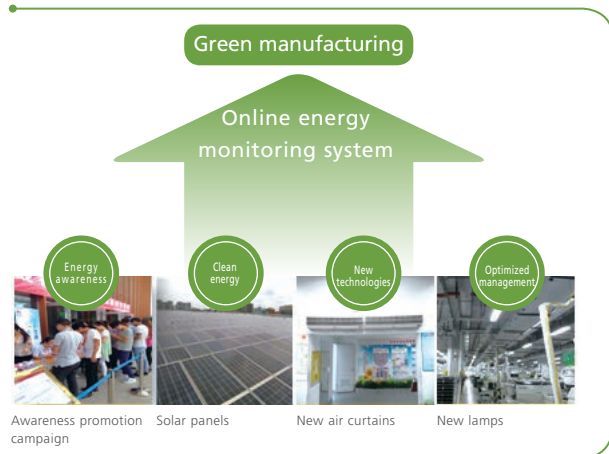 Green manufacturing
Online energy
monitoring system
Energy
awareness
Clean
energy
New
technologies
Optimized
management
Awareness promotion
campaign
Solar panels
New air curtains
New lamps